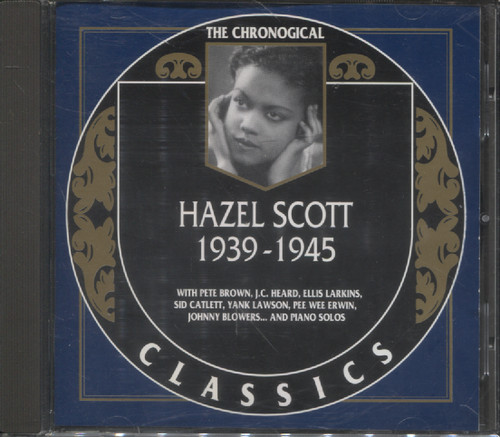 THE CHRONOGICAL
HAZEL SCOTT
1939-1945
WITH PETE BROWN, J.C. HEARD, ELLIS LARKINS,
SID CATLETT, YANK LAWSON, PEE WEE ERWIN,
JOHNNY BLOWERS... AND PIANO SOLOS
CLASSICS